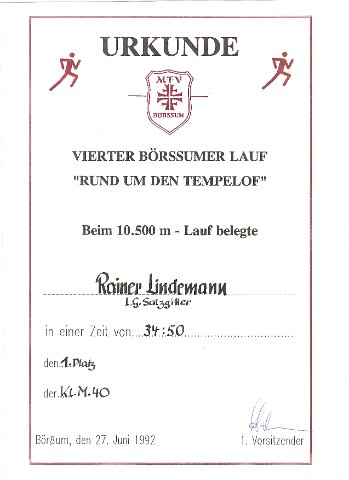 URKUNDE
MTV
BÖRSSUM
VIERTER BÖRSSUMER LAUF
"RUND UM DEN TEMPELOF"
Beim 10.500 m - Lauf belegte
Rainer Lindemann
L.G. Salzgitter
in einer Zeit von 34:50
den 1. Platz
der Kl. M. 40
Börßum, den 27. Juni 1992
1. Vorsitzender